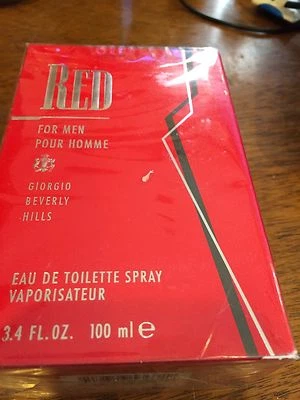 RED
FOR MEN
POUR HOMME
GIORGIO
BEVERLY
HILLS
EAU DE TOILETTE SPRAY
VAPORISATEUR
3.4 FL.OZ. 100 ml e